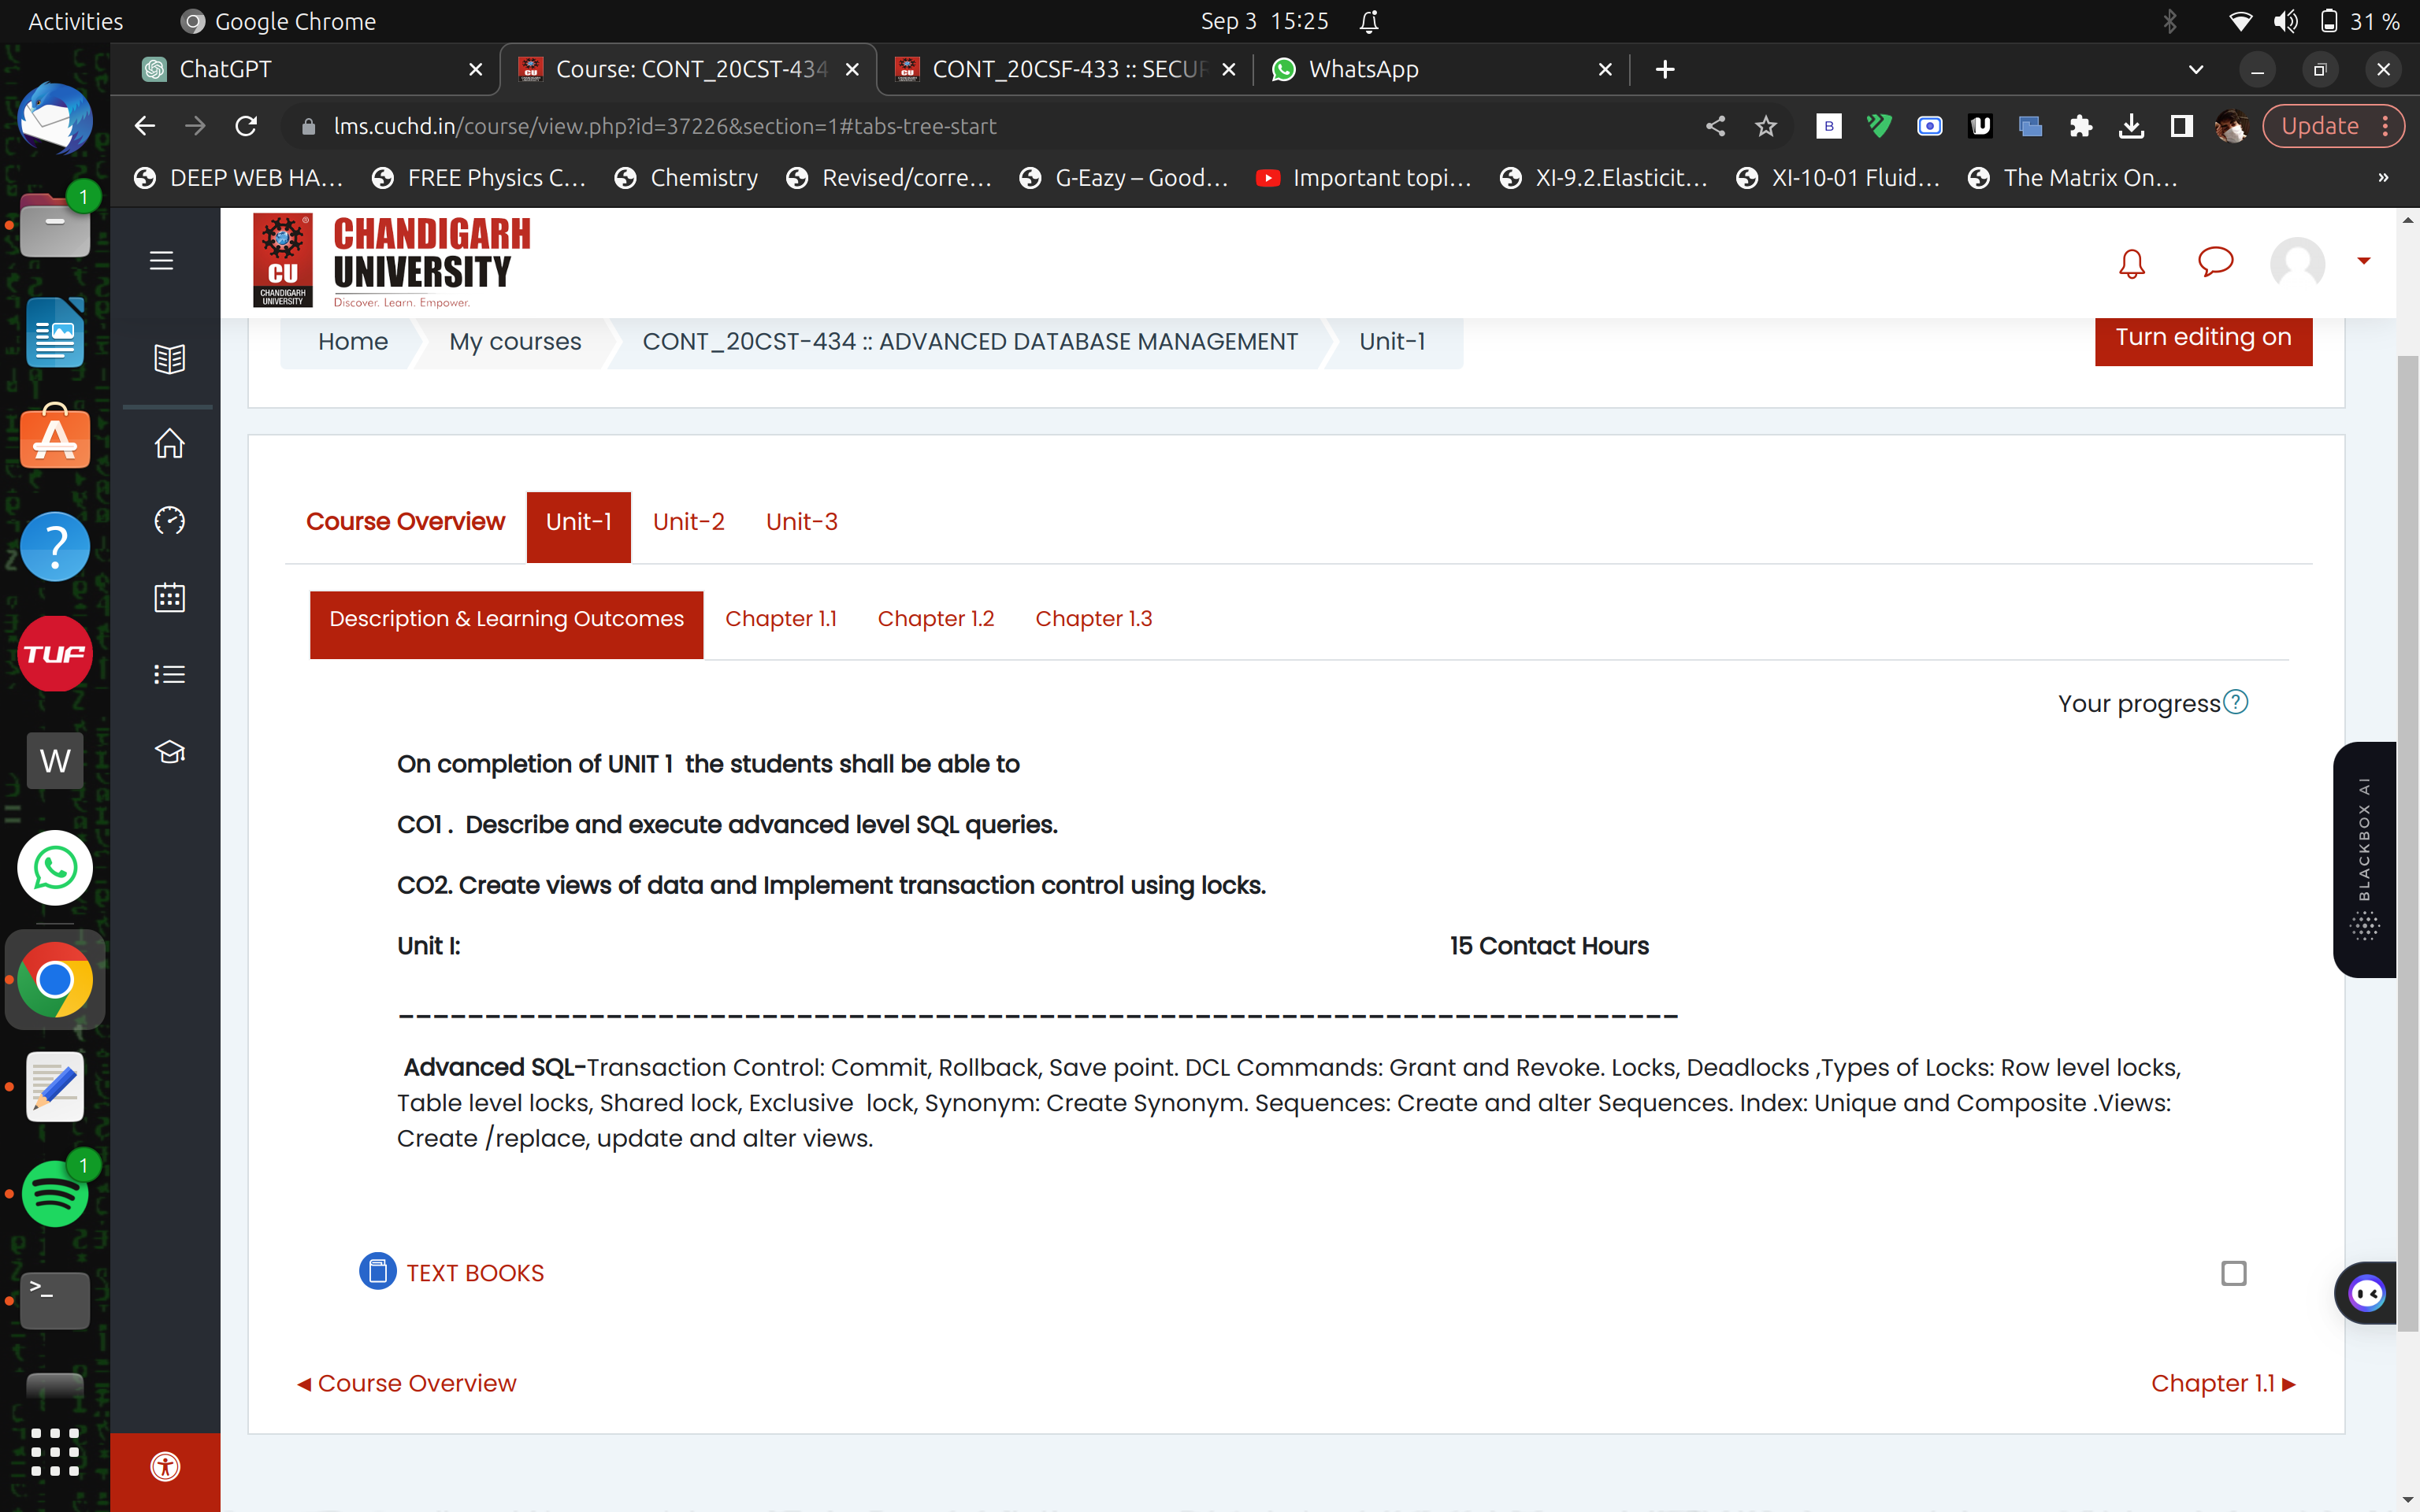 Activities Google Chrome Sep 3 15:25 31 %
ChatGPT Course: CONT_20CST-434 CONT_20CSF-433 :: SECUR WhatsApp
lms.cuchd.in/course/view.php?id=37226&section=1#tabs-tree-start B Update
DEEP WEB HA... FREE Physics C... Chemistry Revised/corre... G-Eazy – Good... Important topi... XI-9.2.Elasticit... XI-10-01 Fluid... The Matrix On... »
1
CU
CHANDIGARH
UNIVERSITY
CHANDIGARH
UNIVERSITY
Discover. Learn. Empower.
Home My courses CONT_20CST-434 :: ADVANCED DATABASE MANAGEMENT Unit-1 Turn editing on
Course Overview Unit-1 Unit-2 Unit-3
Description & Learning Outcomes Chapter 1.1 Chapter 1.2 Chapter 1.3
TUF
Your progress
W
On completion of UNIT 1 the students shall be able to
CO1 . Describe and execute advanced level SQL queries.
CO2. Create views of data and Implement transaction control using locks.
BLACKBOX AI
Unit I: 15 Contact Hours
Advanced SQL-Transaction Control: Commit, Rollback, Save point. DCL Commands: Grant and Revoke. Locks, Deadlocks ,Types of Locks: Row level locks,
Table level locks, Shared lock, Exclusive lock, Synonym: Create Synonym. Sequences: Create and alter Sequences. Index: Unique and Composite .Views:
Create /replace, update and alter views.
1
TEXT BOOKS
◄ Course Overview Chapter 1.1 ►